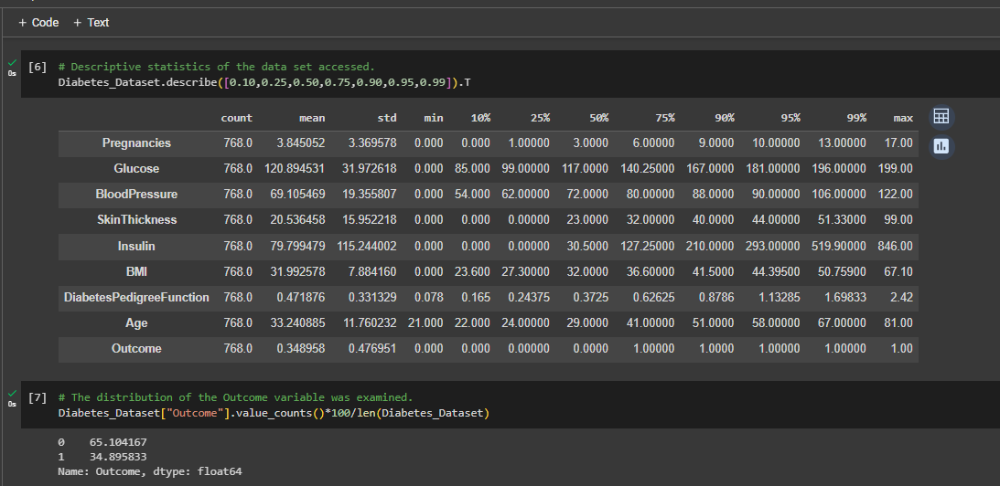 + Code + Text
0s
[6] # Descriptive statistics of the data set accessed.
Diabetes_Dataset.describe([0.10,0.25,0.50,0.75,0.90,0.95,0.99]).T
count mean std min 10% 25% 50% 75% 90% 95% 99% max
Pregnancies 768.0 3.845052 3.369578 0.000 0.000 1.00000 3.0000 6.00000 9.0000 10.00000 13.00000 17.00
Glucose 768.0 120.894531 31.972618 0.000 85.000 99.00000 117.0000 140.25000 167.0000 181.00000 196.00000 199.00
BloodPressure 768.0 69.105469 19.355807 0.000 54.000 62.00000 72.0000 80.00000 88.0000 90.00000 106.00000 122.00
SkinThickness 768.0 20.536458 15.952218 0.000 0.000 0.00000 23.0000 32.00000 40.0000 44.00000 51.33000 99.00
Insulin 768.0 79.799479 115.244002 0.000 0.000 0.00000 30.5000 127.25000 210.0000 293.00000 519.90000 846.00
BMI 768.0 31.992578 7.884160 0.000 23.600 27.30000 32.0000 36.60000 41.5000 44.39500 50.75900 67.10
DiabetesPedigreeFunction 768.0 0.471876 0.331329 0.078 0.165 0.24375 0.3725 0.62625 0.8786 1.13285 1.69833 2.42
Age 768.0 33.240885 11.760232 21.000 22.000 24.00000 29.0000 41.00000 51.0000 58.00000 67.00000 81.00
Outcome 768.0 0.348958 0.476951 0.000 0.000 0.00000 0.0000 1.00000 1.0000 1.00000 1.00000 1.00
0s
[7] # The distribution of the Outcome variable was examined.
Diabetes_Dataset["Outcome"].value_counts()*100/len(Diabetes_Dataset)
0 65.104167
1 34.895833
Name: Outcome, dtype: float64